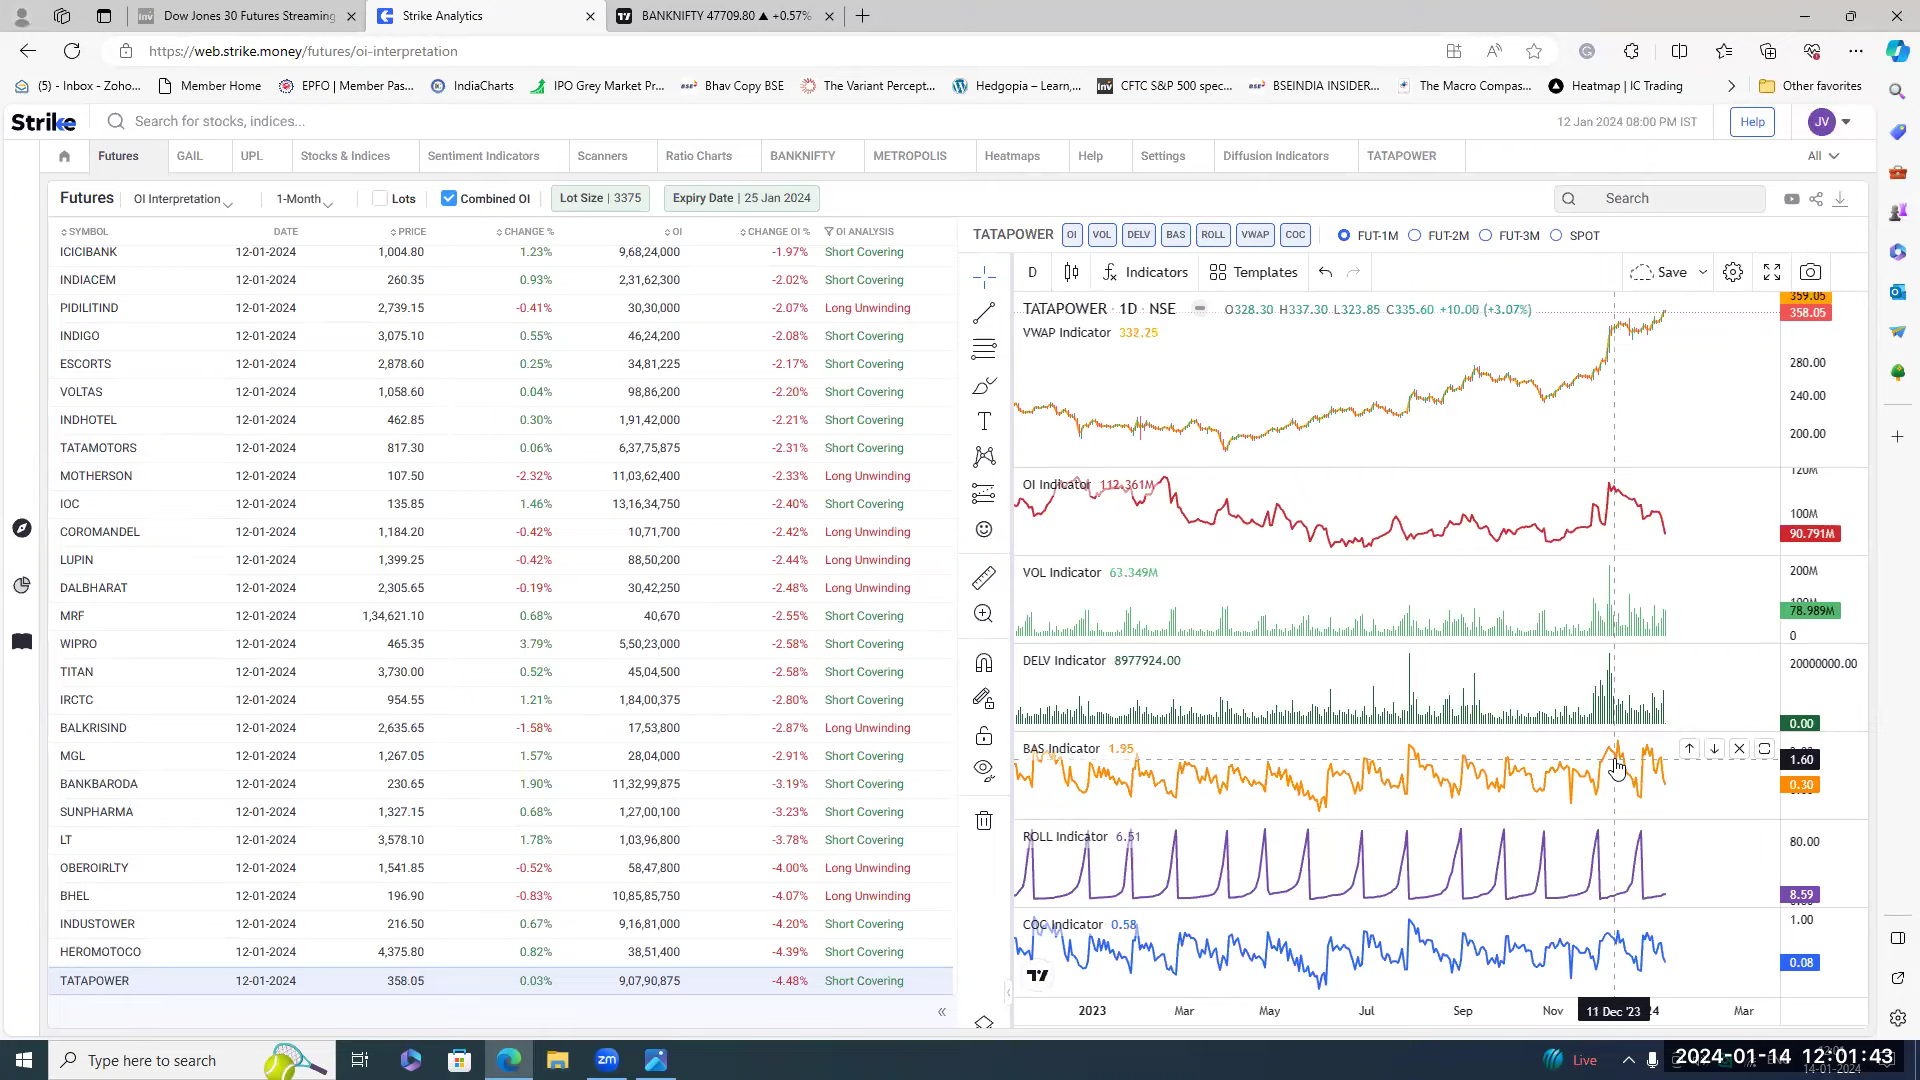 Dow Jones 30 Futures Streaming
Strike Analytics
BANKNIFTY 47709.80 ▲ +0.57%
https://web.strike.money/futures/oi-interpretation
(5) - Inbox - Zoho...
Member Home
EPFO | Member Pas...
IndiaCharts
IPO Grey Market Pr...
Bhav Copy BSE
The Variant Percept...
Hedgopia – Learn,...
CFTC S&P 500 spec...
BSEINDIA INSIDER...
The Macro Compas...
Heatmap | IC Trading
Other favorites
Strike
Search for stocks, indices...
12 Jan 2024 08:00 PM IST
Help
JV
Futures
GAIL
UPL
Stocks & Indices
Sentiment Indicators
Scanners
Ratio Charts
BANKNIFTY
METROPOLIS
Heatmaps
Help
Settings
Diffusion Indicators
TATAPOWER
All
Futures
OI Interpretation
1-Month
Lots
Combined OI
Lot Size | 3375
Expiry Date | 25 Jan 2024
Search
SYMBOL DATE PRICE CHANGE % OI CHANGE OI % OI ANALYSIS
ICICIBANK 12-01-2024 1,004.80 1.23% 9,68,24,000 -1.97% Short Covering
INDIACEM 12-01-2024 260.35 0.93% 2,31,62,300 -2.02% Short Covering
PIDILITIND 12-01-2024 2,739.15 -0.41% 30,30,000 -2.07% Long Unwinding
INDIGO 12-01-2024 3,075.10 0.55% 46,24,200 -2.08% Short Covering
ESCORTS 12-01-2024 2,878.60 0.25% 34,81,225 -2.17% Short Covering
VOLTAS 12-01-2024 1,058.60 0.04% 98,86,200 -2.20% Short Covering
INDHOTEL 12-01-2024 462.85 0.30% 1,91,42,000 -2.21% Short Covering
TATAMOTORS 12-01-2024 817.30 0.06% 6,37,75,875 -2.31% Short Covering
MOTHERSON 12-01-2024 107.50 -2.32% 11,03,62,400 -2.33% Long Unwinding
IOC 12-01-2024 135.85 1.46% 13,16,34,750 -2.40% Short Covering
COROMANDEL 12-01-2024 1,184.20 -0.42% 10,71,700 -2.42% Long Unwinding
LUPIN 12-01-2024 1,399.25 -0.42% 88,50,200 -2.44% Long Unwinding
DALBHARAT 12-01-2024 2,305.65 -0.19% 30,42,250 -2.48% Long Unwinding
MRF 12-01-2024 1,34,621.10 0.68% 40,670 -2.55% Short Covering
WIPRO 12-01-2024 465.35 3.79% 5,50,23,000 -2.58% Short Covering
TITAN 12-01-2024 3,730.00 0.52% 45,04,500 -2.58% Short Covering
IRCTC 12-01-2024 954.55 1.21% 1,84,00,375 -2.80% Short Covering
BALKRISIND 12-01-2024 2,635.65 -1.58% 17,53,800 -2.87% Long Unwinding
MGL 12-01-2024 1,267.05 1.57% 28,04,000 -2.91% Short Covering
BANKBARODA 12-01-2024 230.65 1.90% 11,32,99,875 -3.19% Short Covering
SUNPHARMA 12-01-2024 1,327.15 0.68% 1,27,00,100 -3.23% Short Covering
LT 12-01-2024 3,578.10 1.78% 1,03,96,800 -3.78% Short Covering
OBEROIRLTY 12-01-2024 1,541.85 -0.52% 58,47,800 -4.00% Long Unwinding
BHEL 12-01-2024 196.90 -0.83% 10,85,85,750 -4.07% Long Unwinding
INDUSTOWER 12-01-2024 216.50 0.67% 9,16,81,000 -4.20% Short Covering
HEROMOTOCO 12-01-2024 4,375.80 0.82% 38,51,400 -4.39% Short Covering
TATAPOWER 12-01-2024 358.05 0.03% 9,07,90,875 -4.48% Short Covering
TATAPOWER OI VOL DELV BAS ROLL VWAP COC FUT-1M FUT-2M FUT-3M SPOT
D Indicators Templates Save
TATAPOWER · 1D · NSE O328.30 H337.30 L323.85 C335.60 +10.00 (+3.07%)
VWAP Indicator 332.25
359.05
358.05
280.00
240.00
200.00
OI Indicator 112.361M
120M
100M
90.791M
VOL Indicator 63.349M
200M
78.989M
0
DELV Indicator 8977924.00
20000000.00
0.00
BAS Indicator 1.95
1.60
0.30
ROLL Indicator 6.51
80.00
8.59
COC Indicator 0.58
1.00
0.08
2023 Mar May Jul Sep Nov 11 Dec '23 24 Mar
Type here to search
zm
Live
2024-01-14 12:01:43
14-01-2024